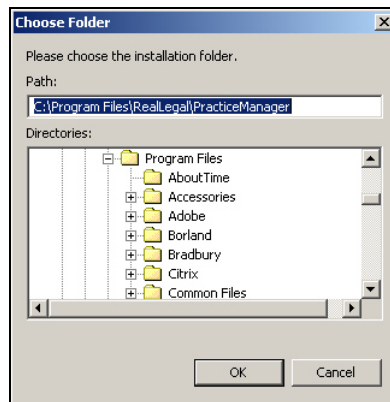 Choose Folder
Please choose the installation folder.
Path:
C:\Program Files\RealLegal\PracticeManager
Directories:
Program Files
AboutTime
Accessories
Adobe
Borland
Bradbury
Citrix
Common Files
OK Cancel